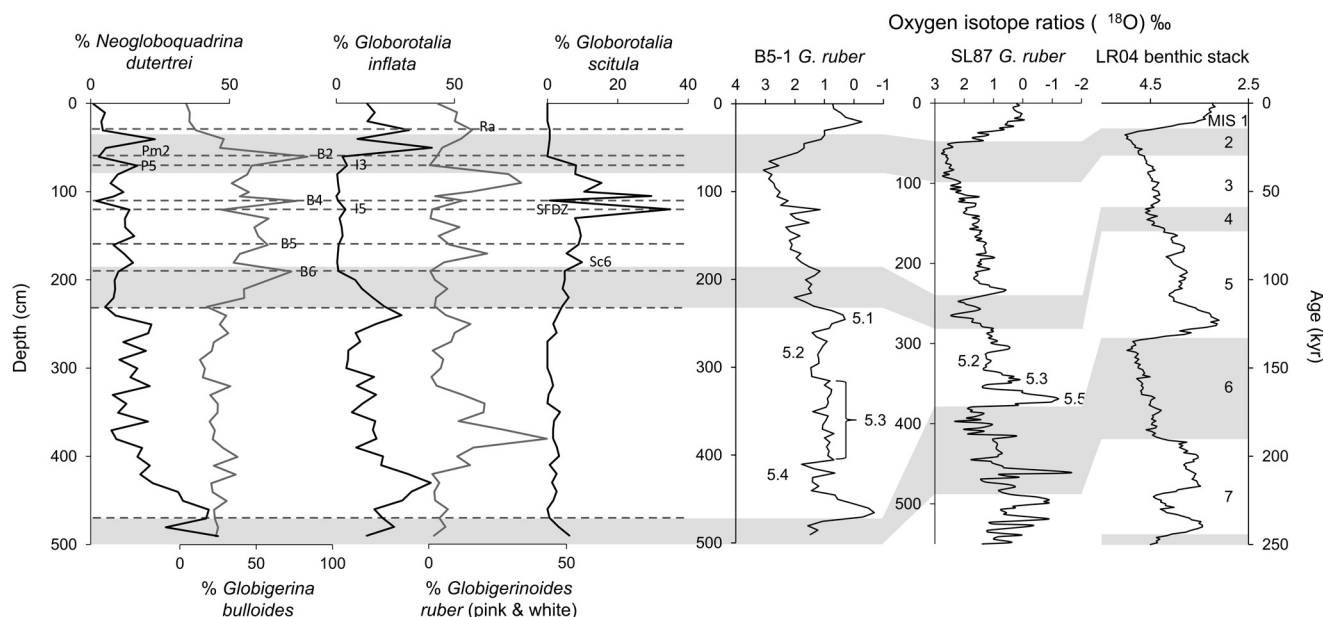 Oxygen isotope ratios ( ¹⁸O) ‰
% Neogloboquadrina
dutertrei
% Globorotalia
inflata
% Globorotalia
scitula
B5-1 G. ruber
SL87 G. ruber
LR04 benthic stack
0 50
0 50
0 20 40
4 3 2 1 0 -1
3 2 1 0 -1 -2
4.5 2.5
0
100
200
300
400
500
Depth (cm)
Ra
Pm2
B2
P5
I3
B4
I5
SFDZ
B5
Sc6
B6
0
100
200
300
400
500
5.1
5.2
5.3
5.4
0
100
200
300
400
500
5.2
5.3
5.5
MIS 1
2
3
4
5
6
7
0
50
100
150
200
250
Age (kyr)
0 50 100
0 50
% Globigerina
bulloides
% Globigerinoides
ruber (pink & white)